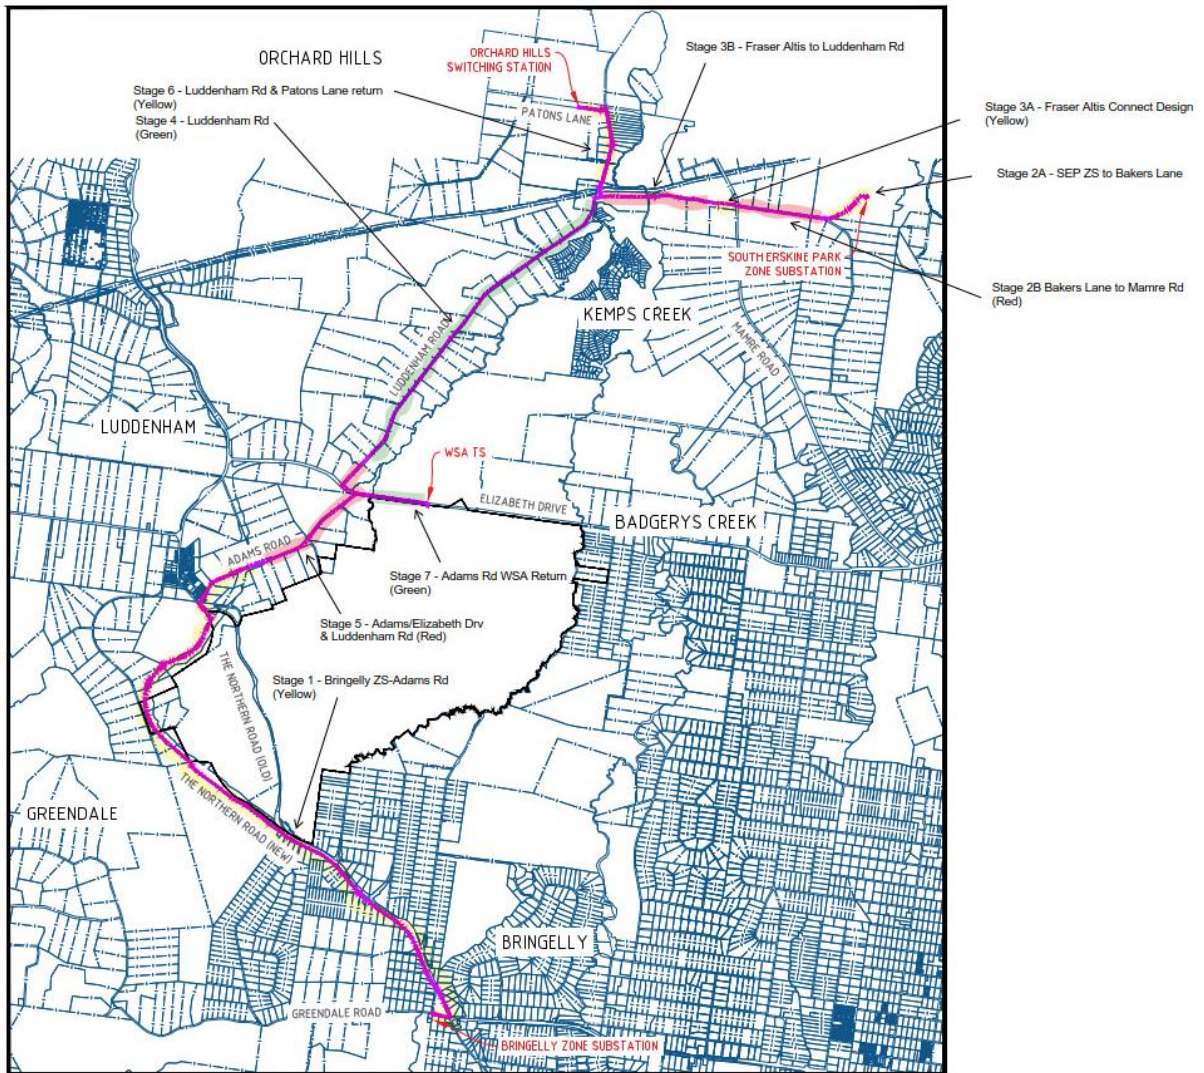 ORCHARD HILLS
ORCHARD HILLS
SWITCHING STATION
Stage 3B - Fraser Altis to Luddenham Rd
Stage 6 - Luddenham Rd & Patons Lane return
(Yellow)
Stage 4 - Luddenham Rd
(Green)
PATONS LANE
Stage 3A - Fraser Altis Connect Design
(Yellow)
Stage 2A - SEP ZS to Bakers Lane
SOUTH ERSKINE PARK
ZONE SUBSTATION
Stage 2B Bakers Lane to Mamre Rd
(Red)
KEMPS CREEK
MAMRE ROAD
LUDDENHAM ROAD
LUDDENHAM
WSA TS
ELIZABETH DRIVE
BADGERYS CREEK
ADAMS ROAD
Stage 7 - Adams Rd WSA Return
(Green)
Stage 5 - Adams/Elizabeth Drv
& Luddenham Rd (Red)
Stage 1 - Bringelly ZS-Adams Rd
(Yellow)
THE NORTHERN ROAD (OLD)
THE NORTHERN ROAD (NEW)
GREENDALE
BRINGELLY
GREENDALE ROAD
BRINGELLY ZONE SUBSTATION